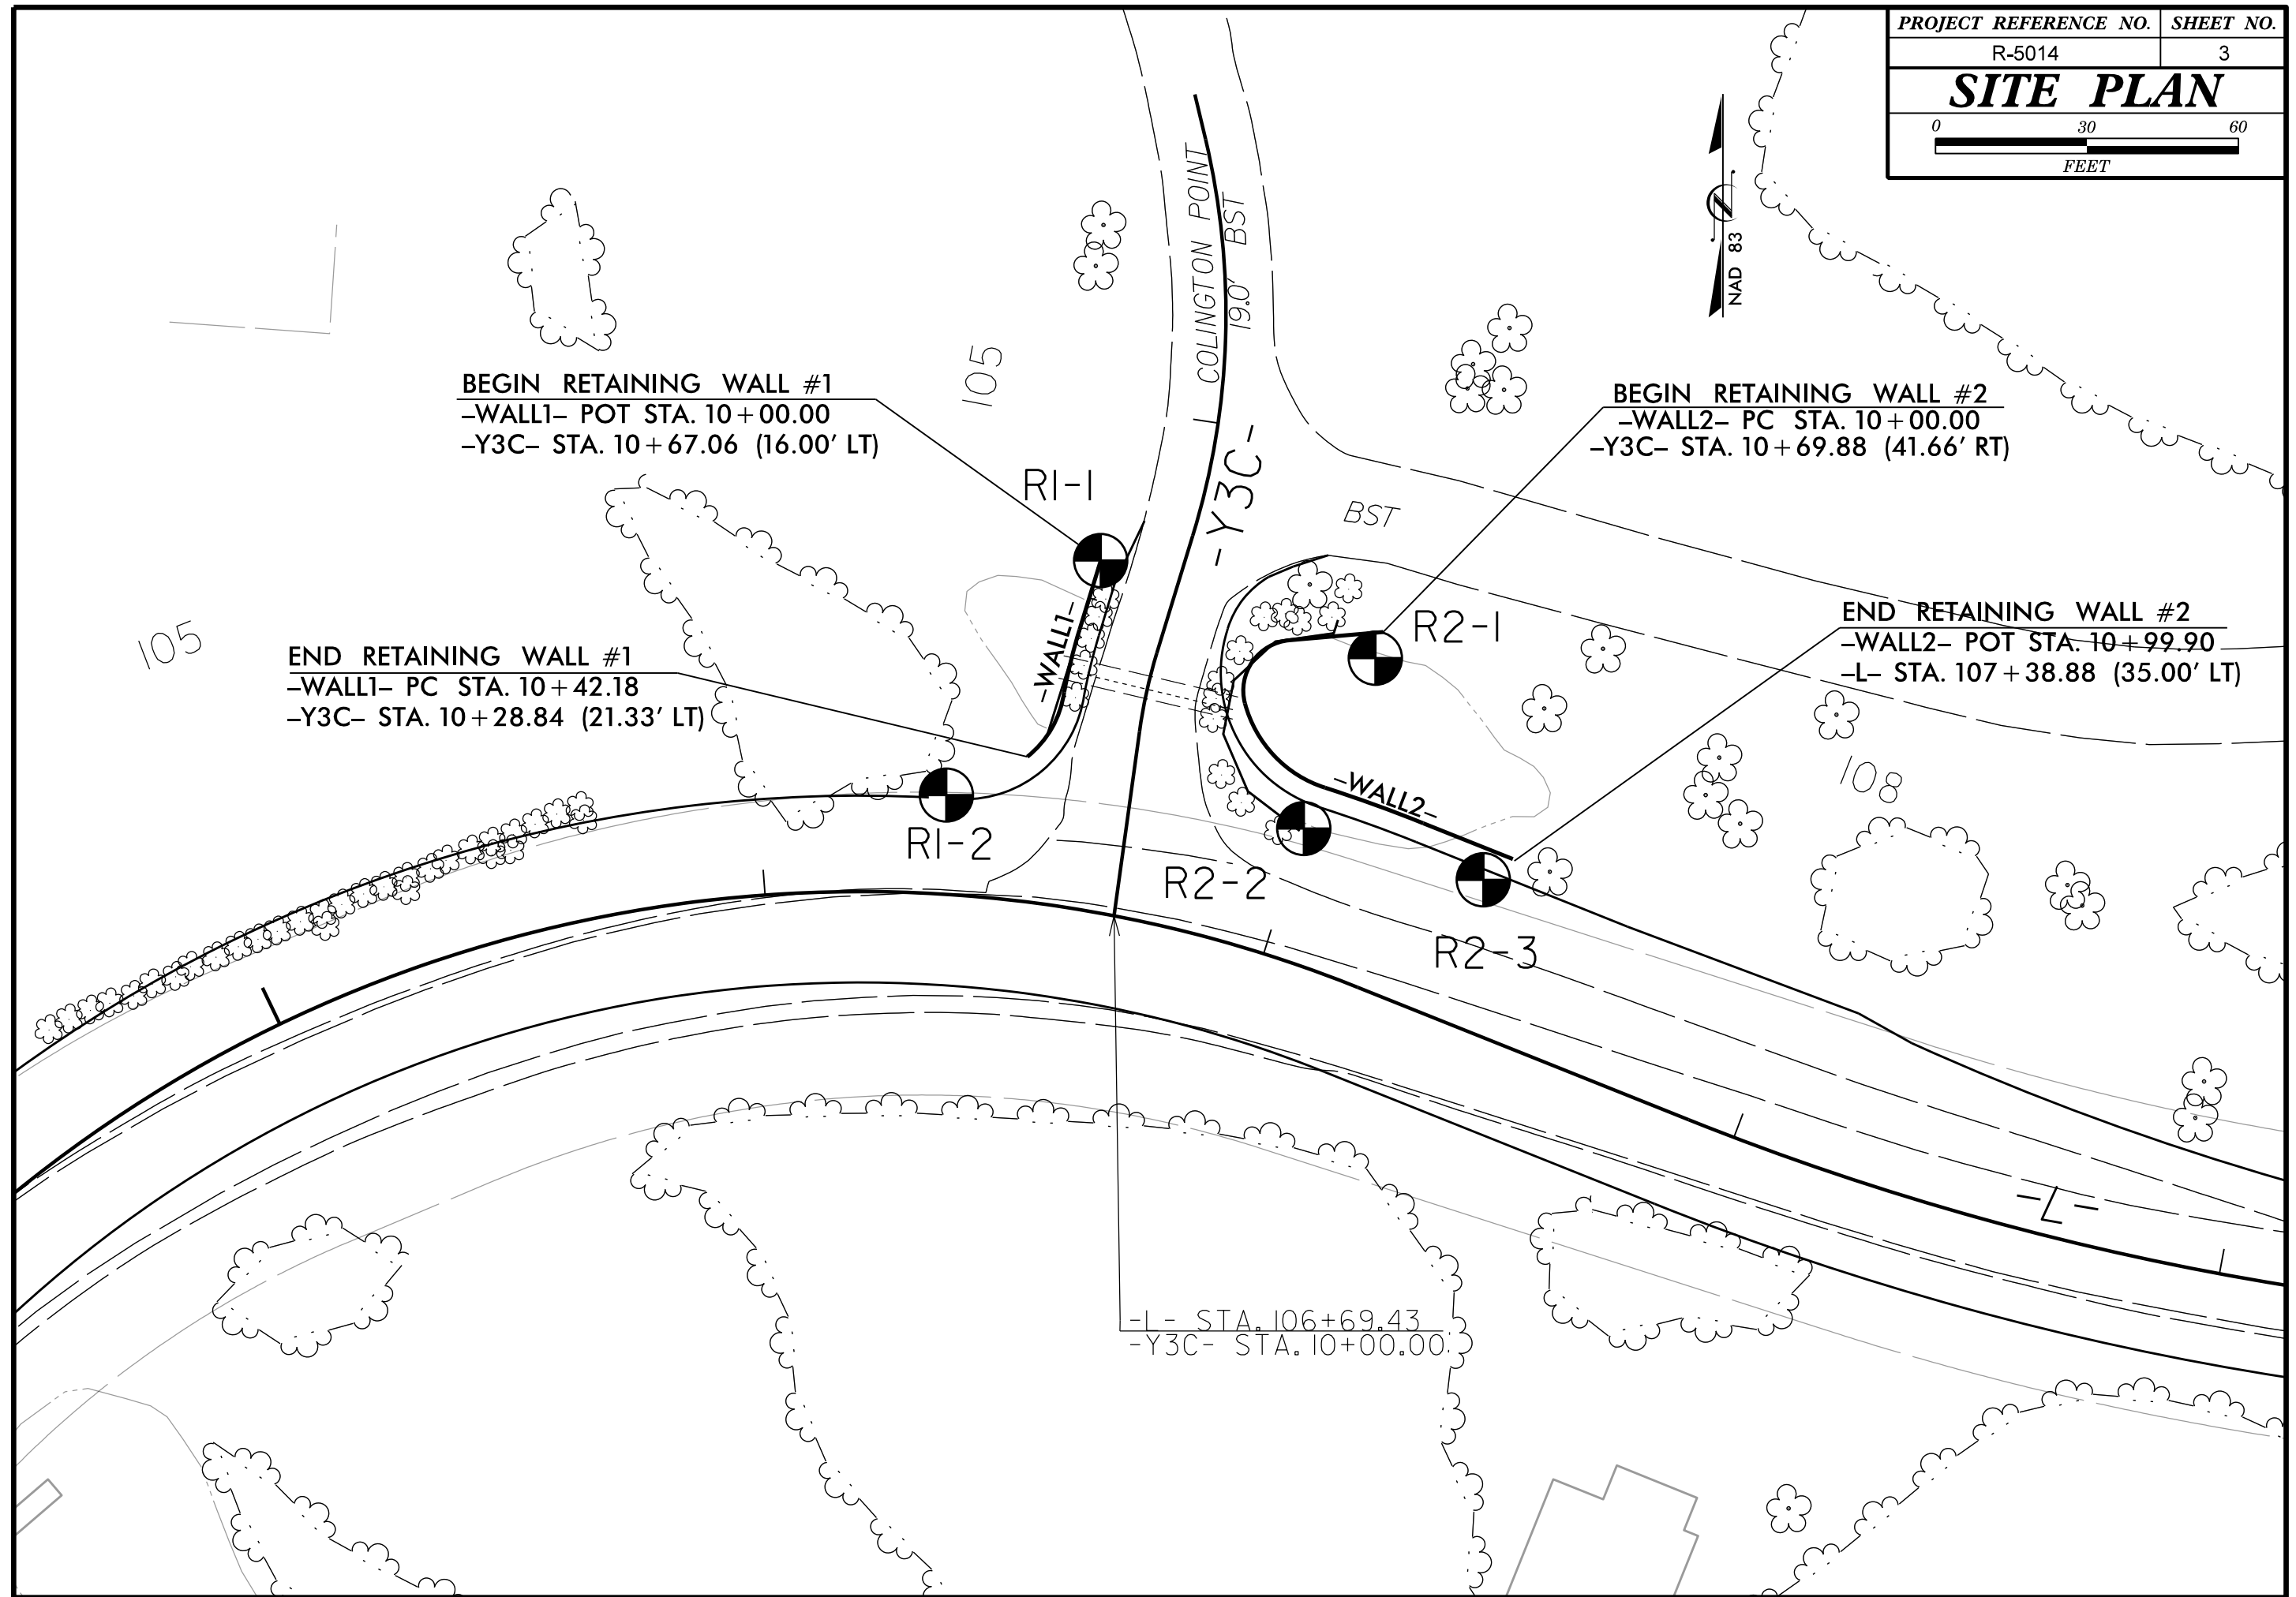 PROJECT REFERENCE NO. SHEET NO.
R-5014 3
SITE PLAN
0 30 60
FEET
NAD 83
COLINGTON POINT
19.0' BST
105
BEGIN RETAINING WALL #1
–WALL1– POT STA. 10+00.00
–Y3C– STA. 10+67.06 (16.00' LT)
BEGIN RETAINING WALL #2
–WALL2– PC STA. 10+00.00
–Y3C– STA. 10+69.88 (41.66' RT)
R1-1
-Y3C-
BST
105
–WALL1–
R2-1
END RETAINING WALL #2
–WALL2– POT STA. 10+99.90
–L– STA. 107+38.88 (35.00' LT)
END RETAINING WALL #1
–WALL1– PC STA. 10+42.18
–Y3C– STA. 10+28.84 (21.33' LT)
–WALL2–
108
R1-2
R2-2
R2-3
-L-
-L- STA. 106+69.43
-Y3C- STA. 10+00.00